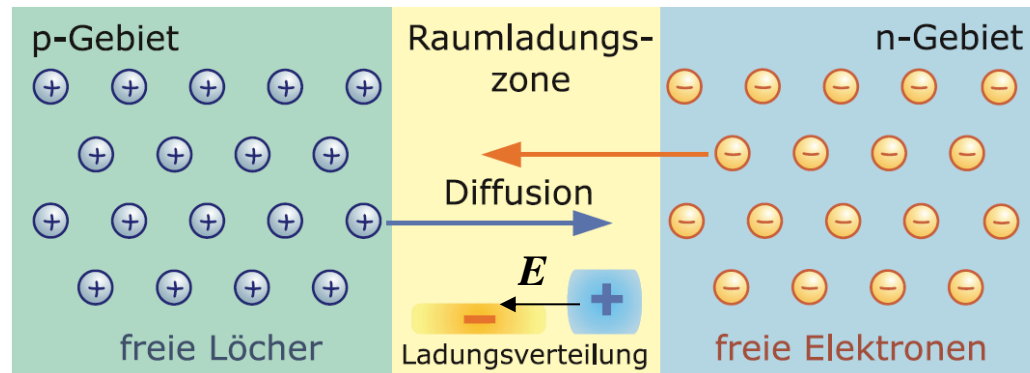 p-Gebiet
Raumladungs-
zone
n-Gebiet
Diffusion
E
Ladungsverteilung
freie Löcher
freie Elektronen